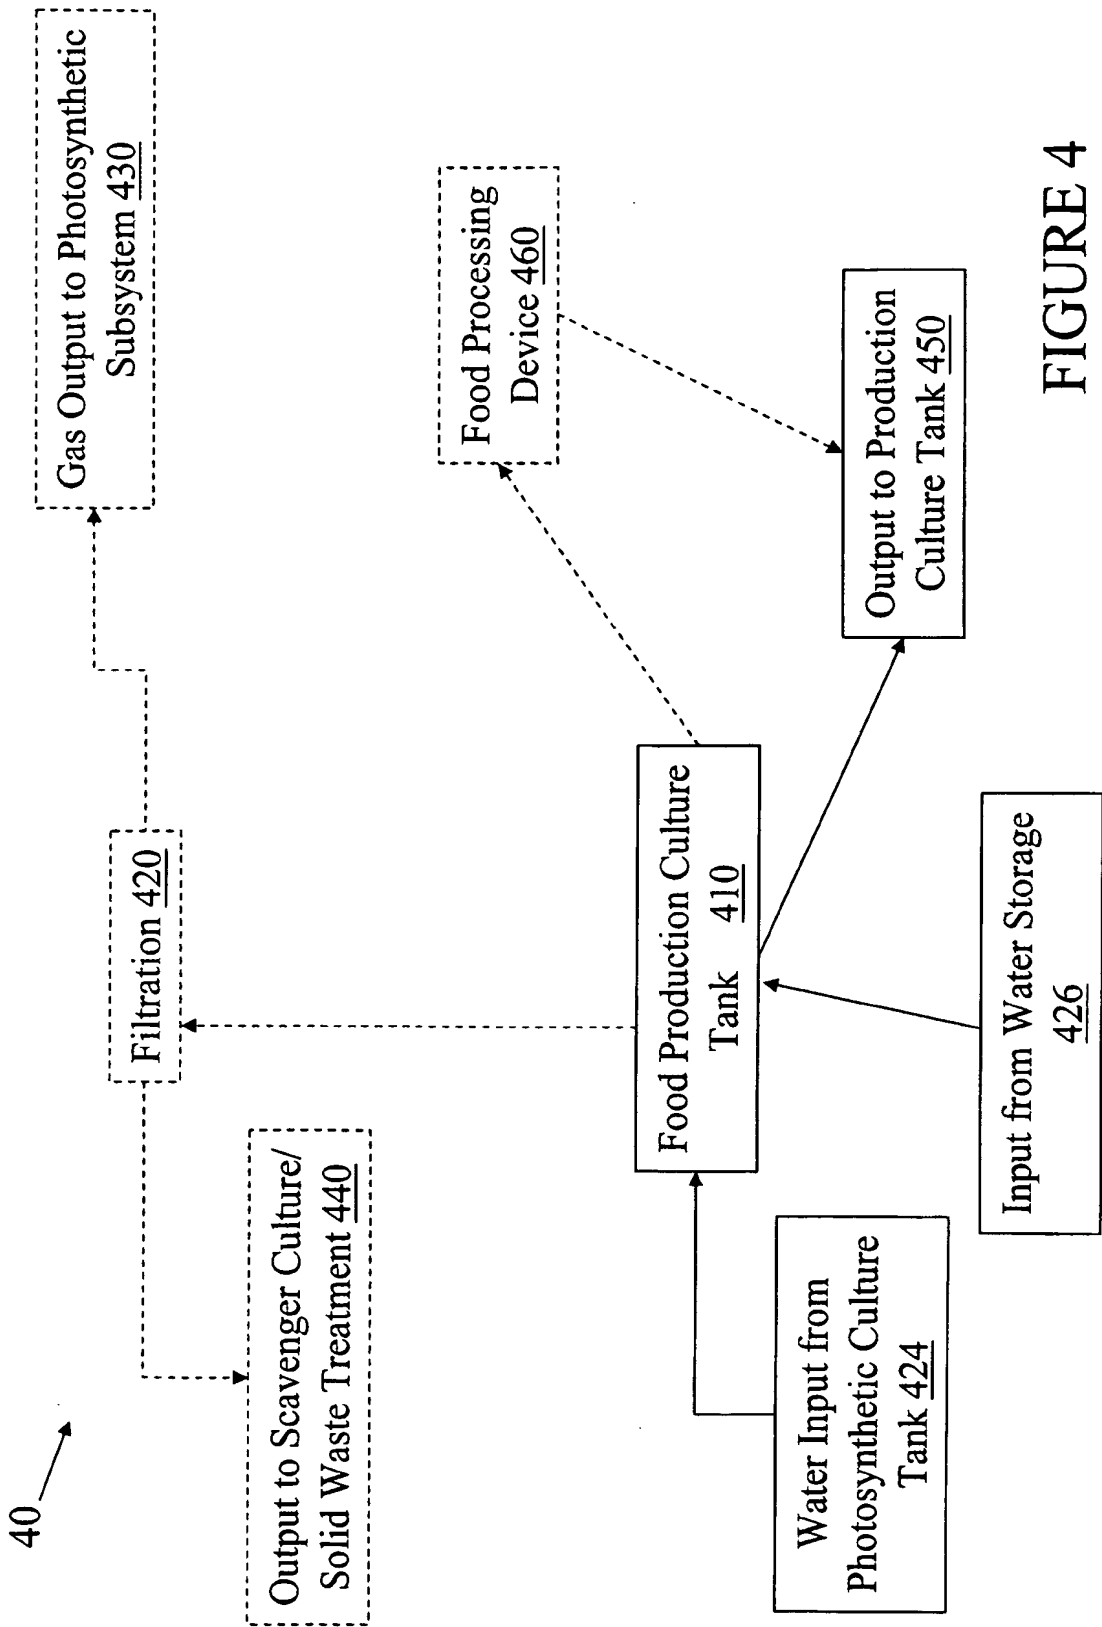 40
Gas Output to Photosynthetic
Subsystem 430
Filtration 420
Output to Scavenger Culture/
Solid Waste Treatment 440
Food Processing
Device 460
Food Production Culture
Tank 410
Output to Production
Culture Tank 450
Water Input from
Photosynthetic Culture
Tank 424
Input from Water Storage
426
FIGURE 4